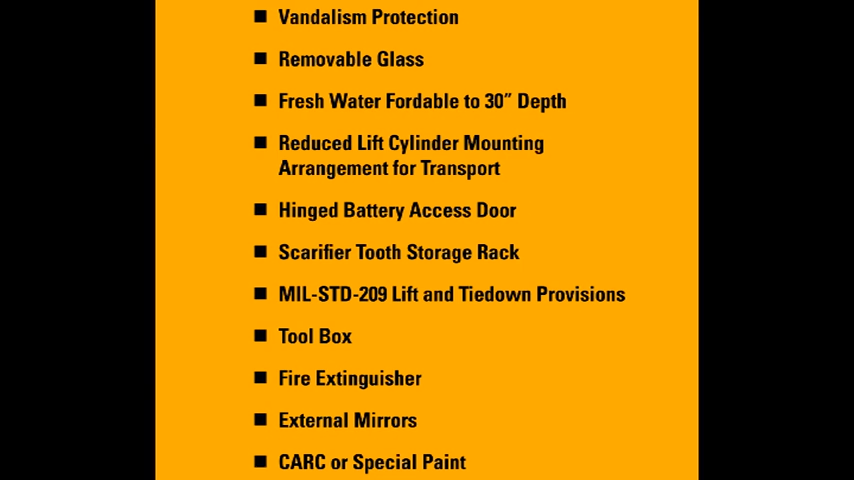 ■ Vandalism Protection
■ Removable Glass
■ Fresh Water Fordable to 30″ Depth
■ Reduced Lift Cylinder Mounting
Arrangement for Transport
■ Hinged Battery Access Door
■ Scarifier Tooth Storage Rack
■ MIL-STD-209 Lift and Tiedown Provisions
■ Tool Box
■ Fire Extinguisher
■ External Mirrors
■ CARC or Special Paint